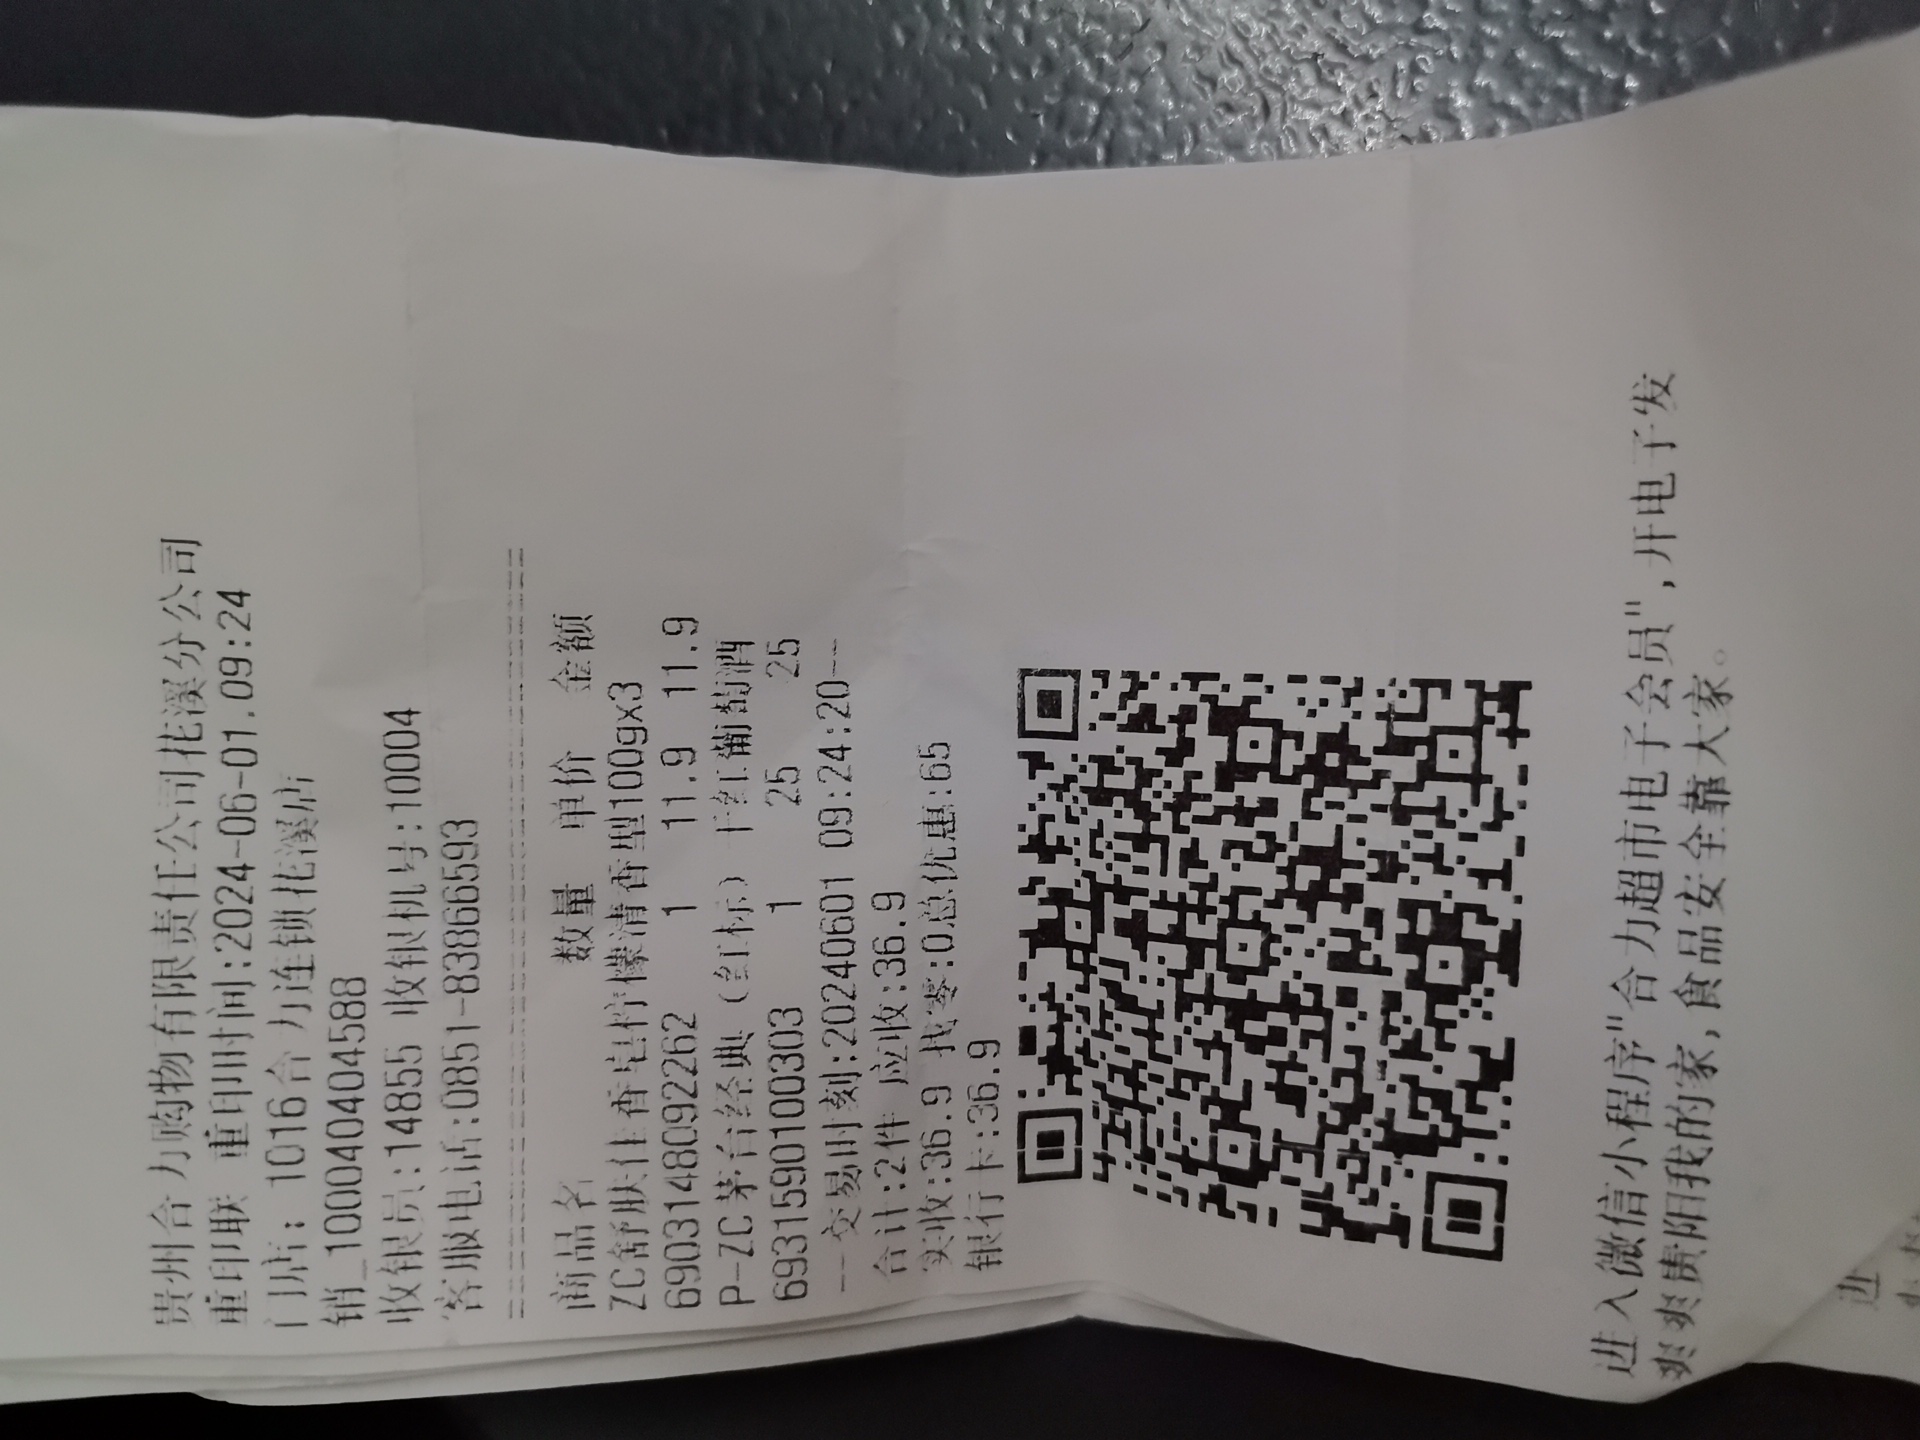 贵州合力购物有限责任公司花溪分公司
重印联 重印时间:2024-06-01,09:24
门店: 1016合力连锁花溪店
销_100040404588
收银员:14855 收银机号:10004
客服电话:0851-83866593
================================
商品名 数量 单价 金额
ZC舒肤佳香皂柠檬清香型100gx3
6903148092262 1 11.9 11.9
P-ZC茅台经典（红标）干红葡萄酒
6931590100303 1 25 25
--交易时刻:20240601 09:24:20--
合计:2件 应收:36.9
实收:36.9 找零:0总优惠:65
银行卡:36.9
进入微信小程序"合力超市电子会员",开电子发
爽爽贵阳我的家,食品安全靠大家。
进